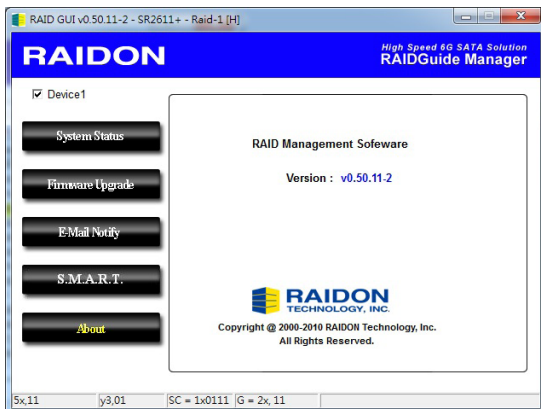 RAID GUI v0.50.11-2 - SR2611+ - Raid-1 [H]
RAIDON
High Speed 6G SATA Solution
RAIDGuide Manager
Device1
System Status
Firmware Upgrade
E-Mail Notify
S.M.A.R.T.
About
RAID Management Sofeware
Version : v0.50.11-2
RAIDON
TECHNOLOGY, INC.
Copyright @ 2000-2010 RAIDON Technology, Inc.
All Rights Reserved.
5x,11 y3,01 SC = 1x0111 G = 2x, 11